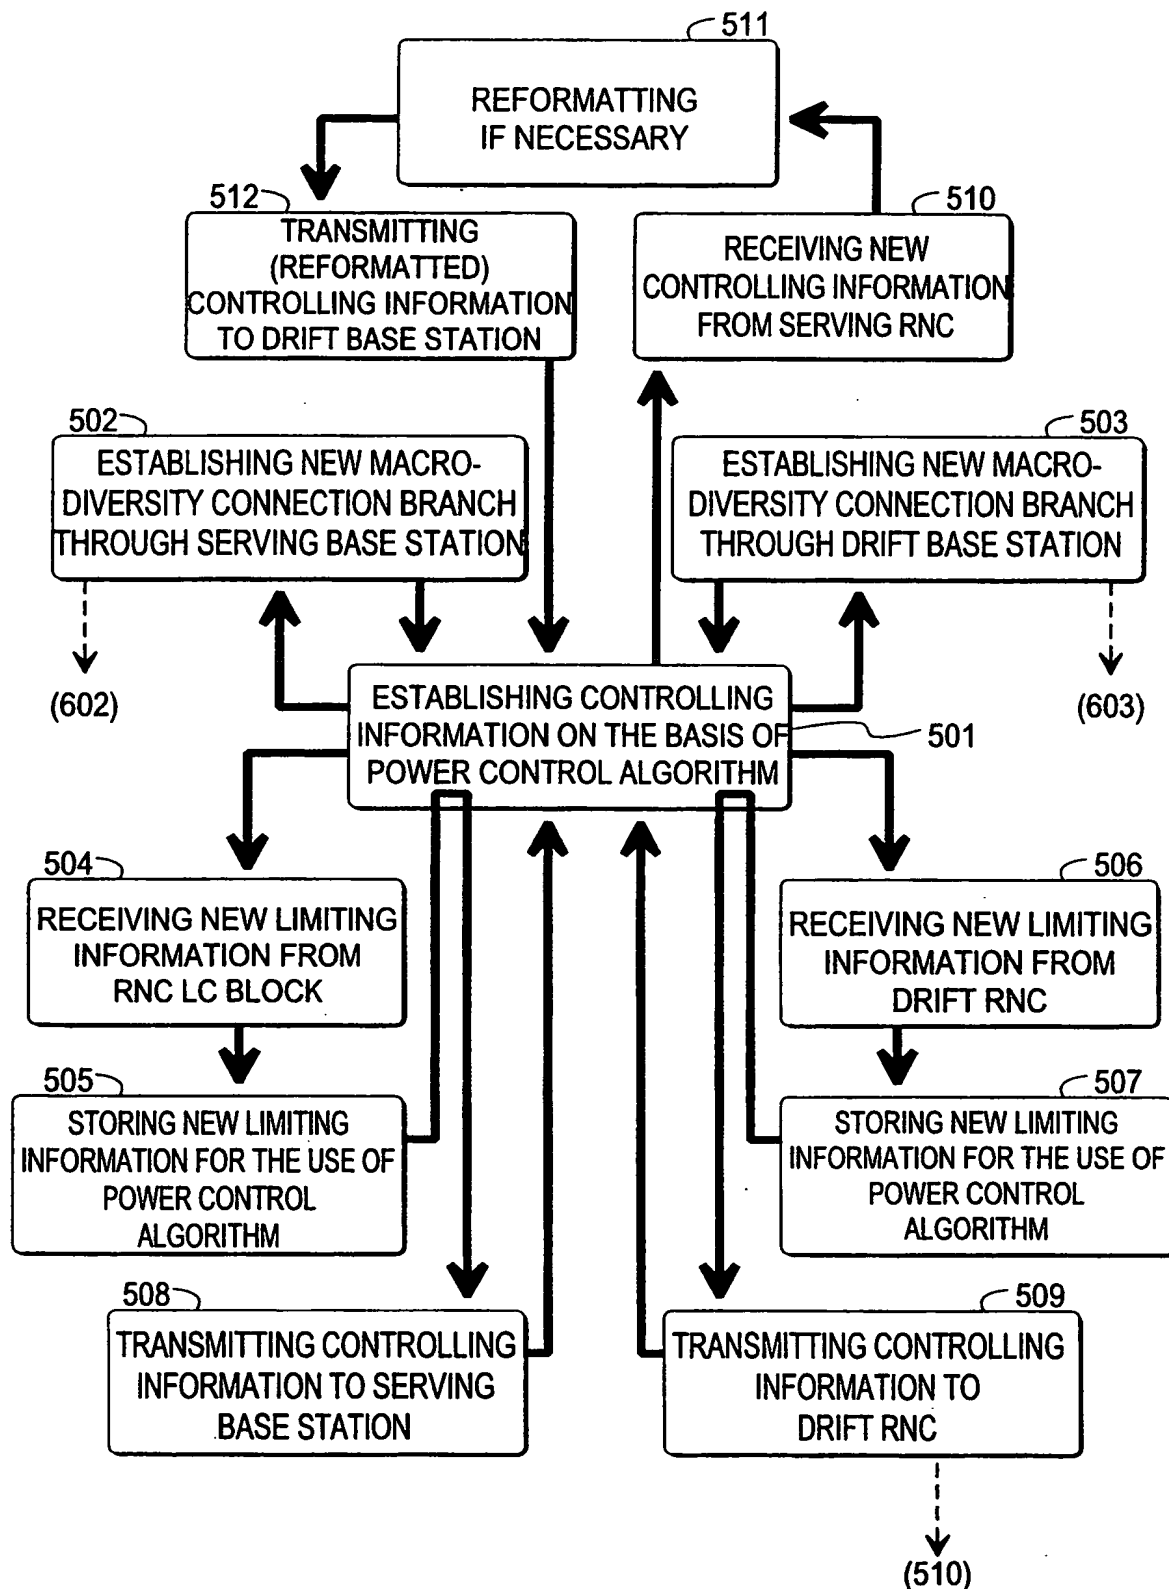 511
REFORMATTING
IF NECESSARY
512
TRANSMITTING
(REFORMATTED)
CONTROLLING INFORMATION
TO DRIFT BASE STATION
510
RECEIVING NEW
CONTROLLING INFORMATION
FROM SERVING RNC
502
ESTABLISHING NEW MACRO-
DIVERSITY CONNECTION BRANCH
THROUGH SERVING BASE STATION
503
ESTABLISHING NEW MACRO-
DIVERSITY CONNECTION BRANCH
THROUGH DRIFT BASE STATION
(602)
(603)
ESTABLISHING CONTROLLING
INFORMATION ON THE BASIS OF
POWER CONTROL ALGORITHM
501
504
RECEIVING NEW LIMITING
INFORMATION FROM
RNC LC BLOCK
506
RECEIVING NEW LIMITING
INFORMATION FROM
DRIFT RNC
505
STORING NEW LIMITING
INFORMATION FOR THE USE OF
POWER CONTROL
ALGORITHM
507
STORING NEW LIMITING
INFORMATION FOR THE USE OF
POWER CONTROL
ALGORITHM
508
TRANSMITTING CONTROLLING
INFORMATION TO SERVING
BASE STATION
509
TRANSMITTING CONTROLLING
INFORMATION TO
DRIFT RNC
(510)